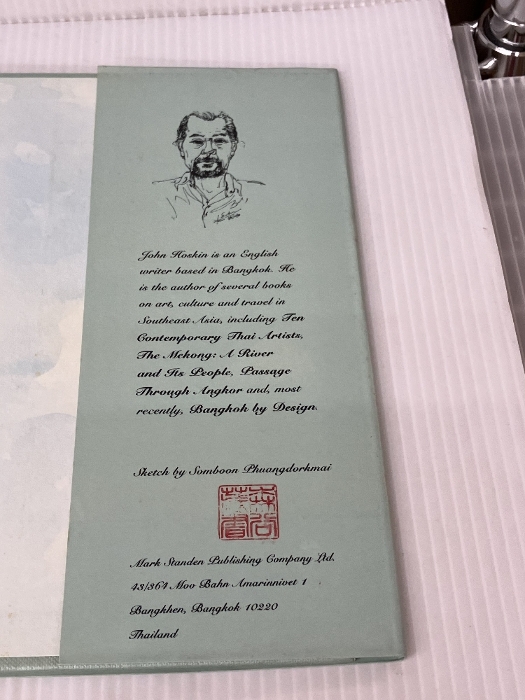 John Hoskin is an English
writer based in Bangkok. He
is the author of several books
on art, culture and travel in
Southeast Asia, including Ten
Contemporary Thai Artists,
The Mekong: A River
and Its People, Passage
Through Angkor and, most
recently, Bangkok by Design.
Sketch by Somboon Phuangdorkmai
Mark Standen Publishing Company Ltd.
43/364 Moo Bahn Amarinnivet 1
Bangkhen, Bangkok 10220
Thailand